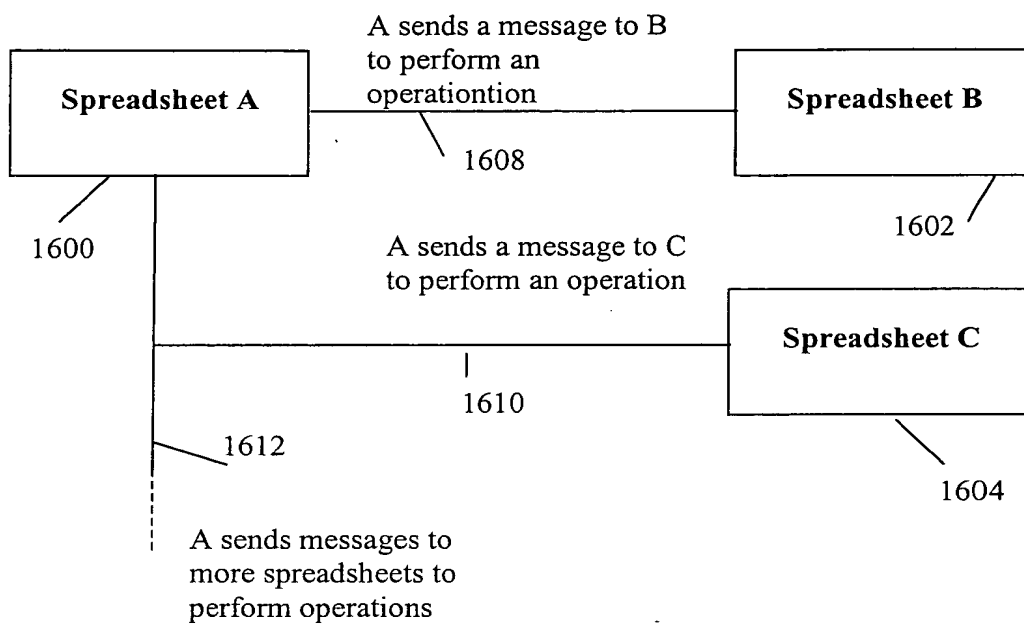 A sends a message to B
to perform an
operationtion
Spreadsheet A
Spreadsheet B
1608
1600
1602
A sends a message to C
to perform an operation
Spreadsheet C
1610
1612
1604
A sends messages to
more spreadsheets to
perform operations